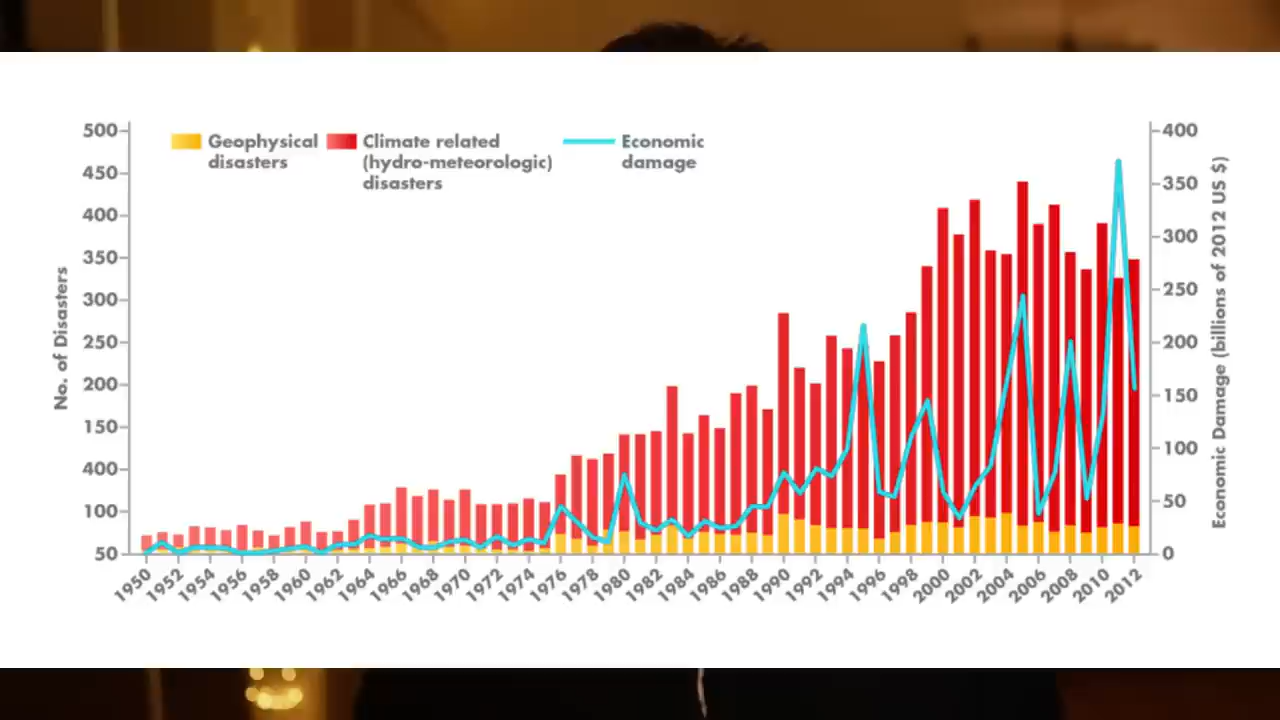 Geophysical
disasters
Climate related
(hydro-meteorologic)
disasters
Economic
damage
No. of Disasters
500
450
400
350
300
250
200
150
400
100
50
Economic Damage (billions of 2012 US $)
400
350
300
250
200
150
100
50
0
1950 1952 1954 1956 1958 1960 1962 1964 1966 1968 1970 1972 1974 1976 1978 1980 1982 1984 1986 1988 1990 1992 1994 1996 1998 2000 2002 2004 2006 2008 2010 2012